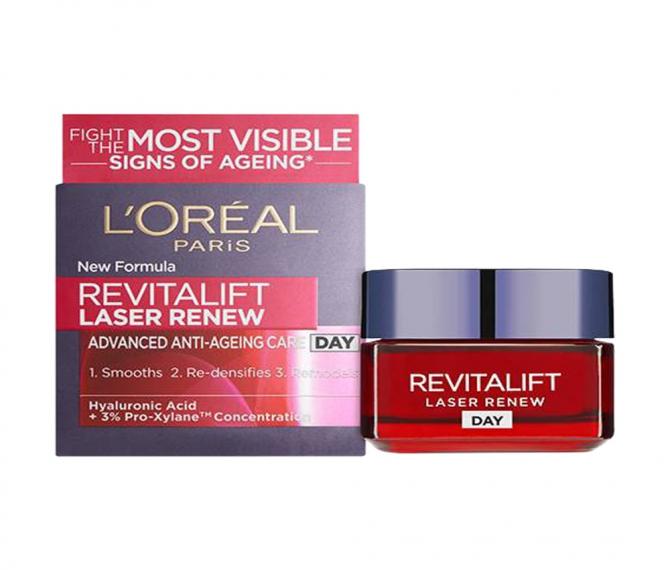 FIGHT THE MOST VISIBLE
SIGNS OF AGEING*
L'ORÉAL
PARiS
New Formula
REVITALIFT
LASER RENEW
ADVANCED ANTI-AGEING CARE DAY
1. Smooths 2. Re-densifies 3. Remodels
Hyaluronic Acid
+ 3% Pro-Xylane™ Concentration
REVITALIFT
LASER RENEW
DAY